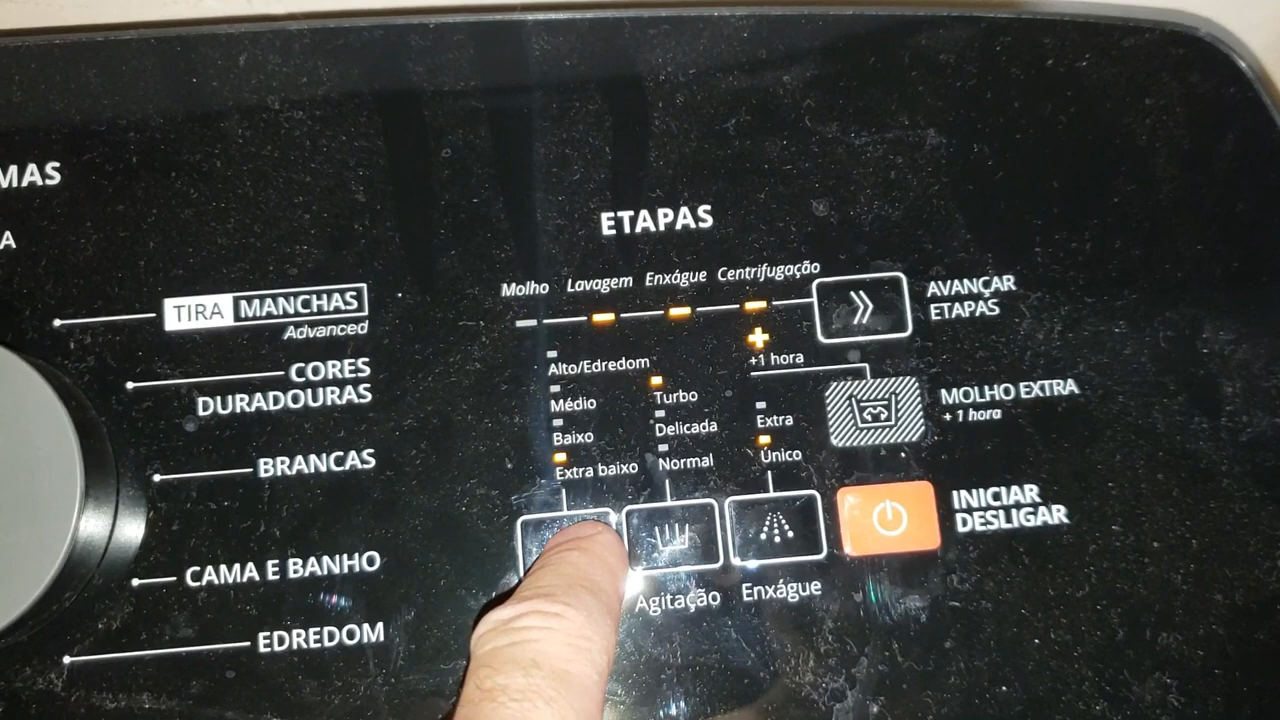 MAS
A
TIRA MANCHAS
Advanced
CORES
DURADOURAS
BRANCAS
CAMA E BANHO
EDREDOM
ETAPAS
Molho Lavagem Enxágue Centrifugação
AVANÇAR
ETAPAS
+1 hora
Alto/Edredom
Médio
Baixo
Extra baixo
Turbo
Delicada
Normal
Extra
Único
MOLHO EXTRA
+ 1 hora
INICIAR
DESLIGAR
Agitação
Enxágue